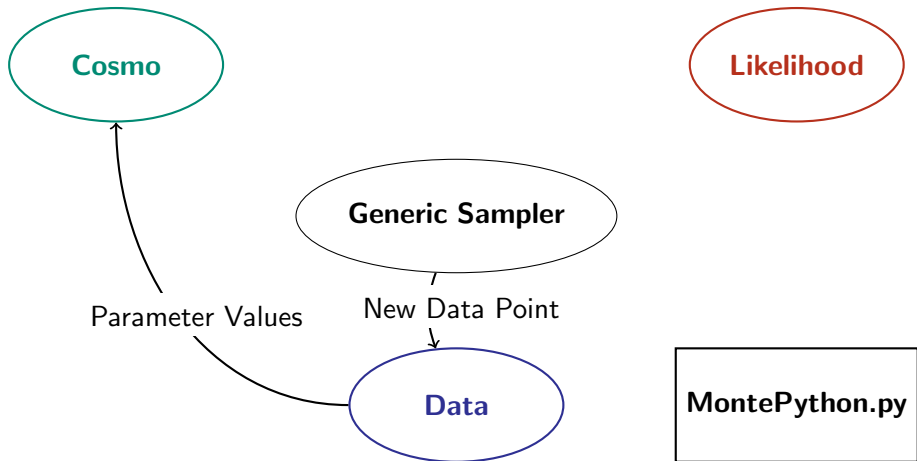 Cosmo
Likelihood
Generic Sampler
New Data Point
Parameter Values
Data
MontePython.py